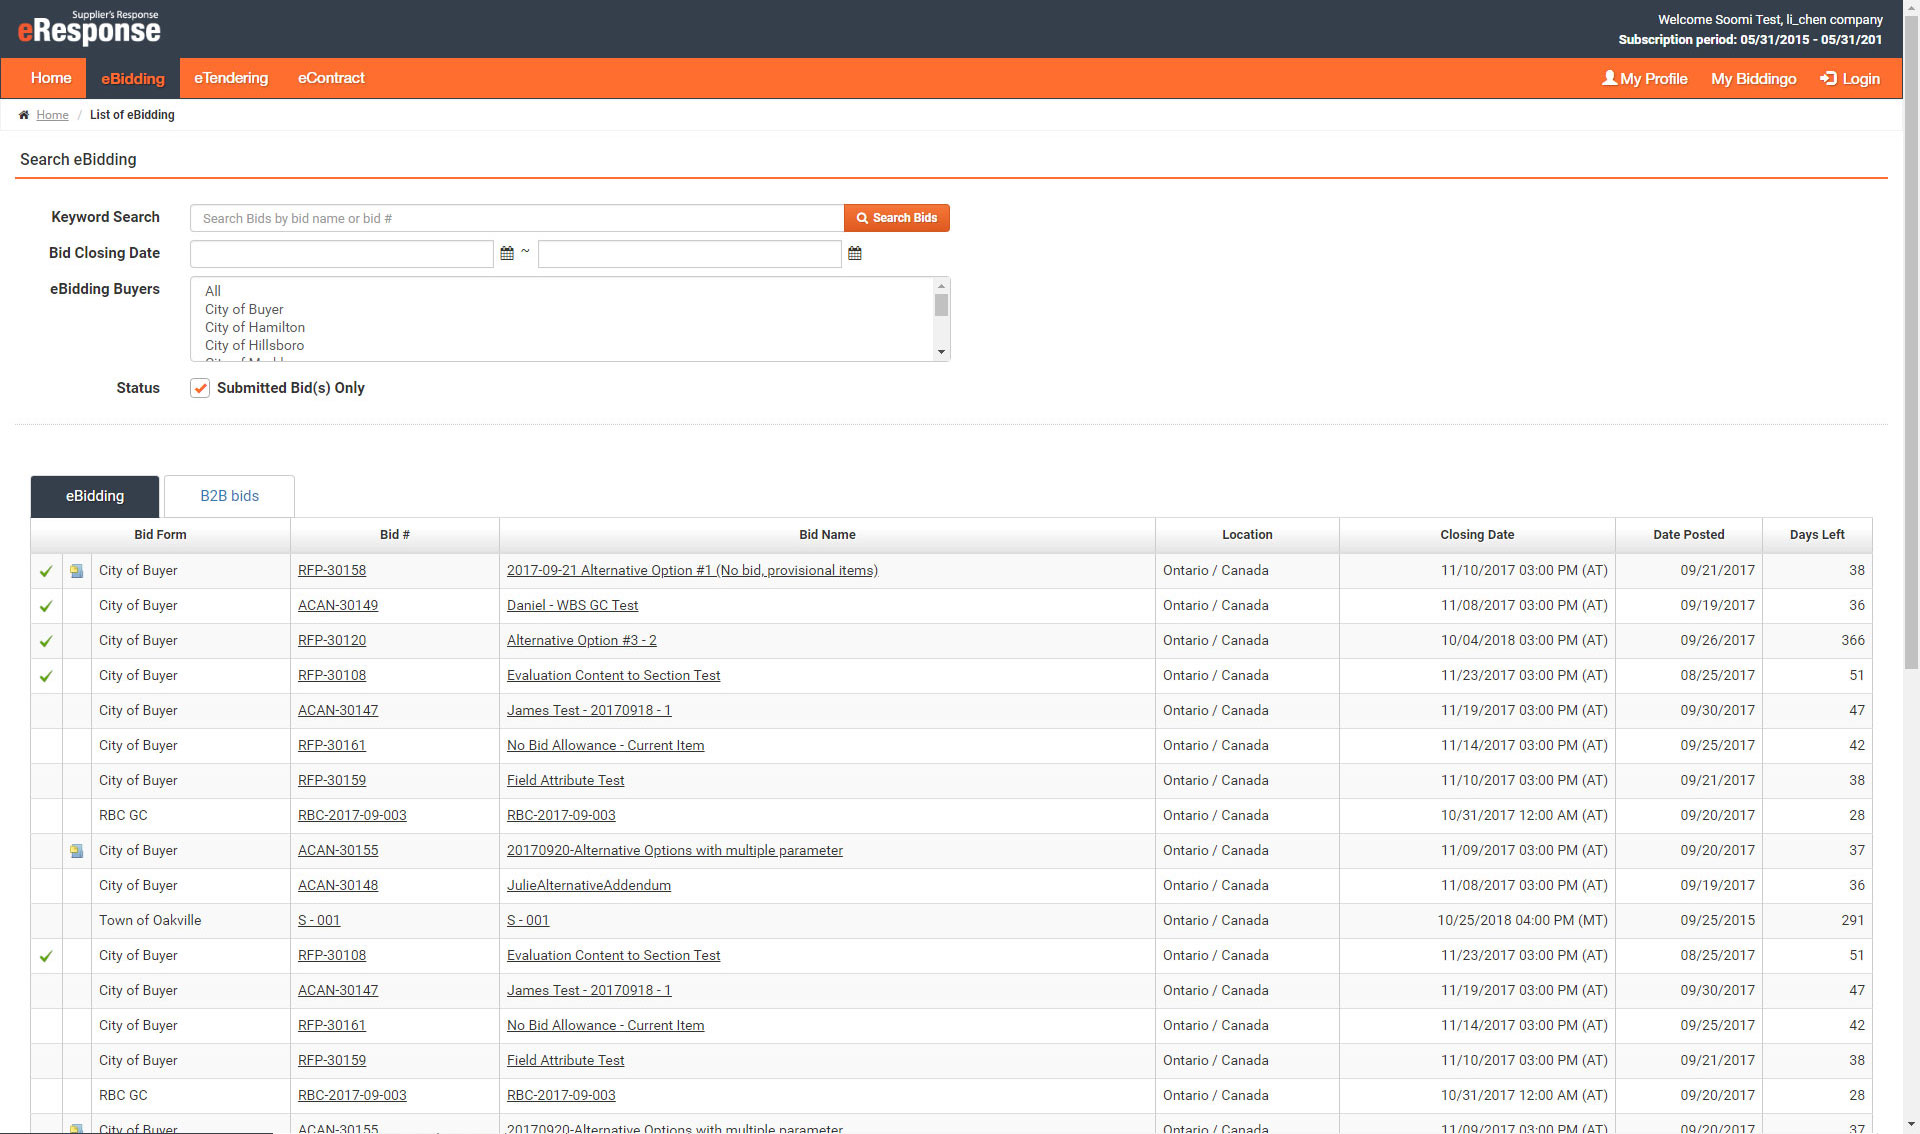 Supplier's Response
eResponse
Welcome Soomi Test, li_chen company
Subscription period: 05/31/2015 - 05/31/201
Home eBidding eTendering eContract My Profile My Biddingo Login
Home / List of eBidding
Search eBidding
Keyword Search Search Bids by bid name or bid # Search Bids
Bid Closing Date ~
eBidding Buyers
All
City of Buyer
City of Hamilton
City of Hillsboro
Status Submitted Bid(s) Only
eBidding B2B bids
Bid Form Bid # Bid Name Location Closing Date Date Posted Days Left
City of Buyer RFP-30158 2017-09-21 Alternative Option #1 (No bid, provisional items) Ontario / Canada 11/10/2017 03:00 PM (AT) 09/21/2017 38
City of Buyer ACAN-30149 Daniel - WBS GC Test Ontario / Canada 11/08/2017 03:00 PM (AT) 09/19/2017 36
City of Buyer RFP-30120 Alternative Option #3 - 2 Ontario / Canada 10/04/2018 03:00 PM (AT) 09/26/2017 366
City of Buyer RFP-30108 Evaluation Content to Section Test Ontario / Canada 11/23/2017 03:00 PM (AT) 08/25/2017 51
City of Buyer ACAN-30147 James Test - 20170918 - 1 Ontario / Canada 11/19/2017 03:00 PM (AT) 09/30/2017 47
City of Buyer RFP-30161 No Bid Allowance - Current Item Ontario / Canada 11/14/2017 03:00 PM (AT) 09/25/2017 42
City of Buyer RFP-30159 Field Attribute Test Ontario / Canada 11/10/2017 03:00 PM (AT) 09/21/2017 38
RBC GC RBC-2017-09-003 RBC-2017-09-003 Ontario / Canada 10/31/2017 12:00 AM (AT) 09/20/2017 28
City of Buyer ACAN-30155 20170920-Alternative Options with multiple parameter Ontario / Canada 11/09/2017 03:00 PM (AT) 09/20/2017 37
City of Buyer ACAN-30148 JulieAlternativeAddendum Ontario / Canada 11/08/2017 03:00 PM (AT) 09/19/2017 36
Town of Oakville S - 001 S - 001 Ontario / Canada 10/25/2018 04:00 PM (MT) 09/25/2015 291
City of Buyer RFP-30108 Evaluation Content to Section Test Ontario / Canada 11/23/2017 03:00 PM (AT) 08/25/2017 51
City of Buyer ACAN-30147 James Test - 20170918 - 1 Ontario / Canada 11/19/2017 03:00 PM (AT) 09/30/2017 47
City of Buyer RFP-30161 No Bid Allowance - Current Item Ontario / Canada 11/14/2017 03:00 PM (AT) 09/25/2017 42
City of Buyer RFP-30159 Field Attribute Test Ontario / Canada 11/10/2017 03:00 PM (AT) 09/21/2017 38
RBC GC RBC-2017-09-003 RBC-2017-09-003 Ontario / Canada 10/31/2017 12:00 AM (AT) 09/20/2017 28
City of Buyer ACAN-30155 20170920-Alternative Options with multiple parameter Ontario / Canada 11/09/2017 03:00 PM (AT) 09/20/2017 37